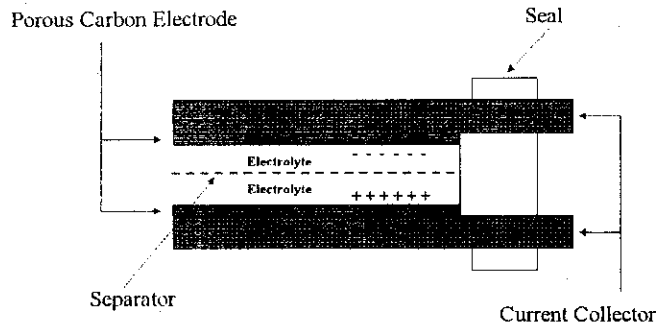 Porous Carbon Electrode
Seal
Electrolyte
- - - - - -
Electrolyte
+ + + + + +
Separator
Current Collector